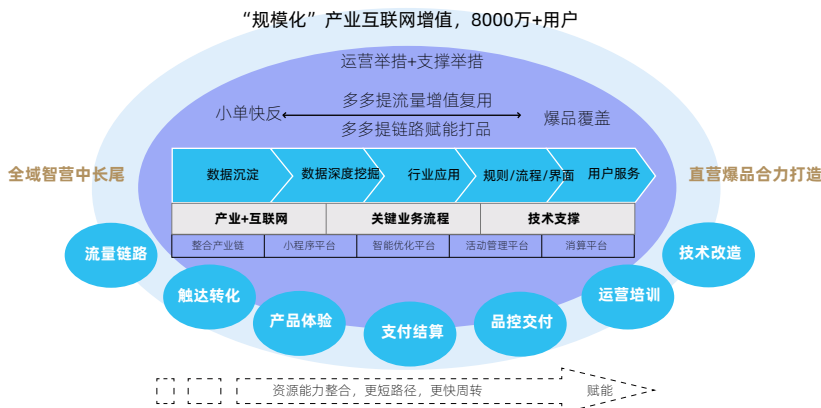 “规模化”产业互联网增值，8000万+用户
运营举措+支撑举措
小单快反
多多提流量增值复用
多多提链路赋能打品
爆品覆盖
全域智营中长尾
直营爆品合力打造
数据沉淀
数据深度挖掘
行业应用
规则/流程/界面
用户服务
产业+互联网
关键业务流程
技术支撑
整合产业链
小程序平台
智能优化平台
活动管理平台
消算平台
流量链路
触达转化
产品体验
支付结算
品控交付
运营培训
技术改造
资源能力整合，更短路径，更快周转
赋能